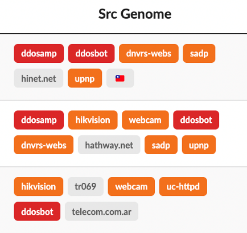 Src Genome
ddosamp ddosbot dnvrs-webs sadp
hinet.net upnp
ddosamp hikvision webcam ddosbot
dnvrs-webs hathway.net sadp upnp
hikvision tr069 webcam uc-httpd
ddosbot telecom.com.ar